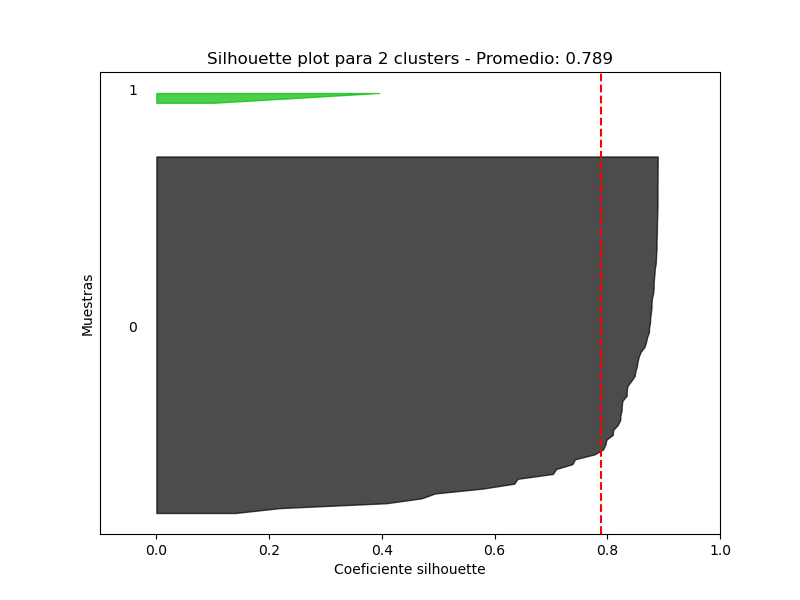 Silhouette plot para 2 clusters - Promedio: 0.789
1
0
Muestras
0.0 0.2 0.4 0.6 0.8 1.0
Coeficiente silhouette